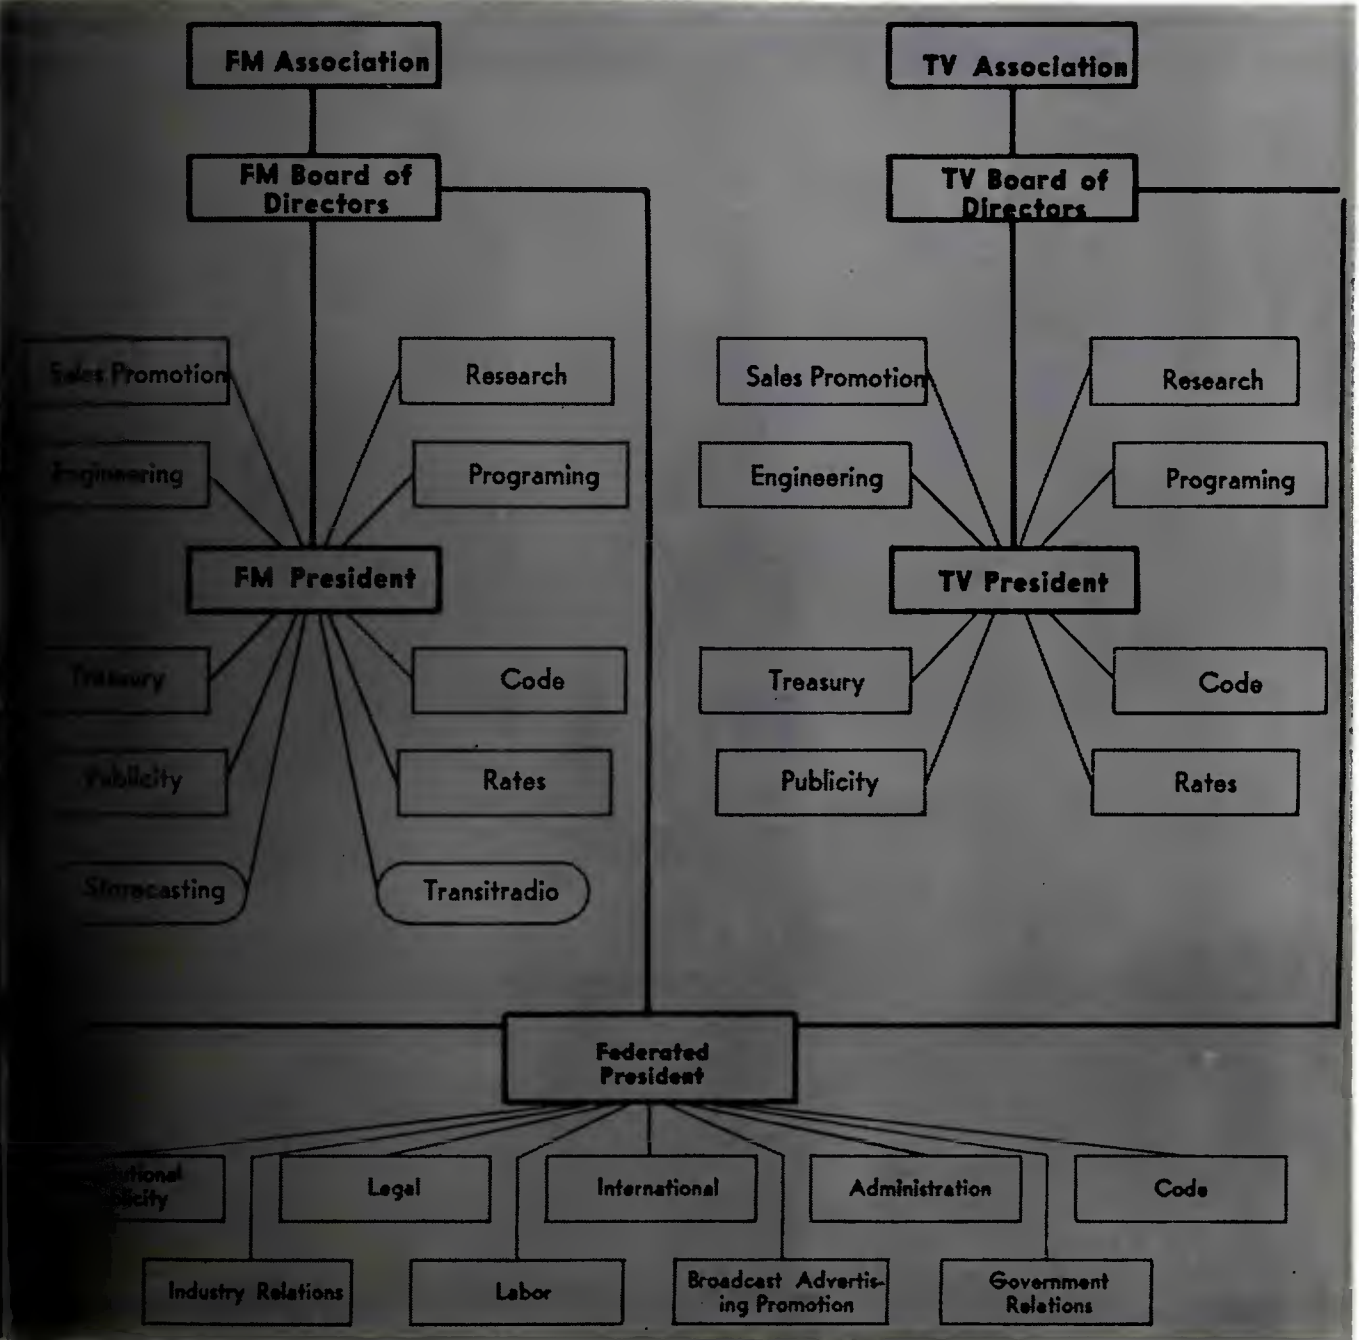 FM Association
TV Association
FM Board of
Directors
TV Board of
Directors
Sales Promotion
Research
Sales Promotion
Research
Engineering
Programing
Engineering
Programing
FM President
TV President
Treasury
Code
Treasury
Code
Publicity
Rates
Publicity
Rates
Storecasting
Transitradio
Federated
President
Legal
International
Administration
Code
Industry Relations
Labor
Broadcast Advertis-
ing Promotion
Government
Relations